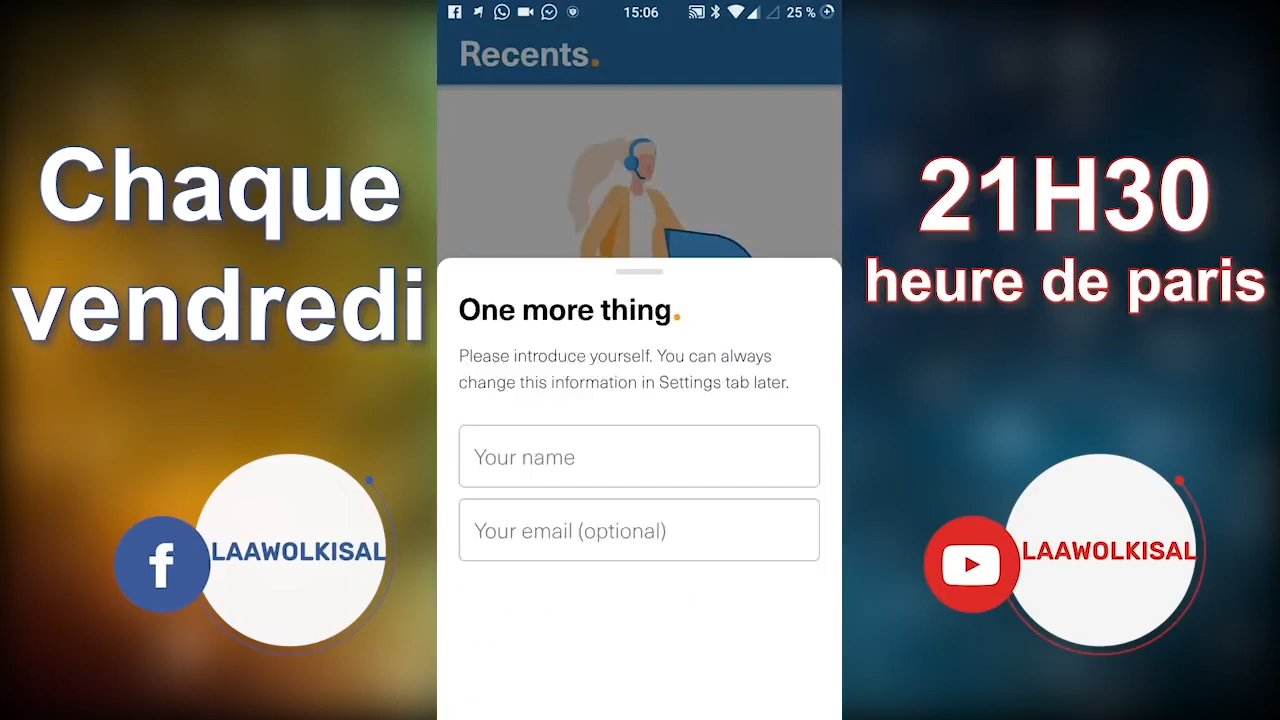 Chaque
vendredi
LAAWOLKISAL
15:06
25 %
Recents.
One more thing.
Please introduce yourself. You can always
change this information in Settings tab later.
Your name
Your email (optional)
21H30
heure de paris
LAAWOLKISAL